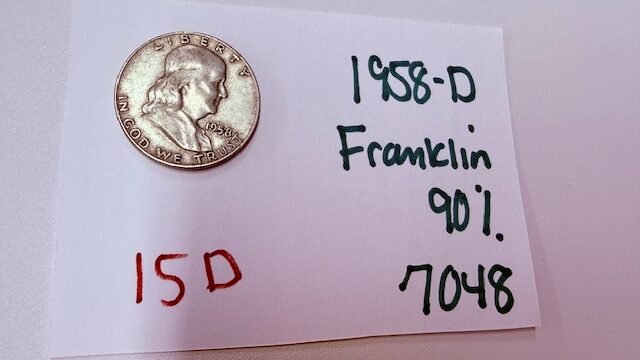 LIBERTY
IN GOD WE TRUST
1958
1958-D
Franklin
90%
7048
15D